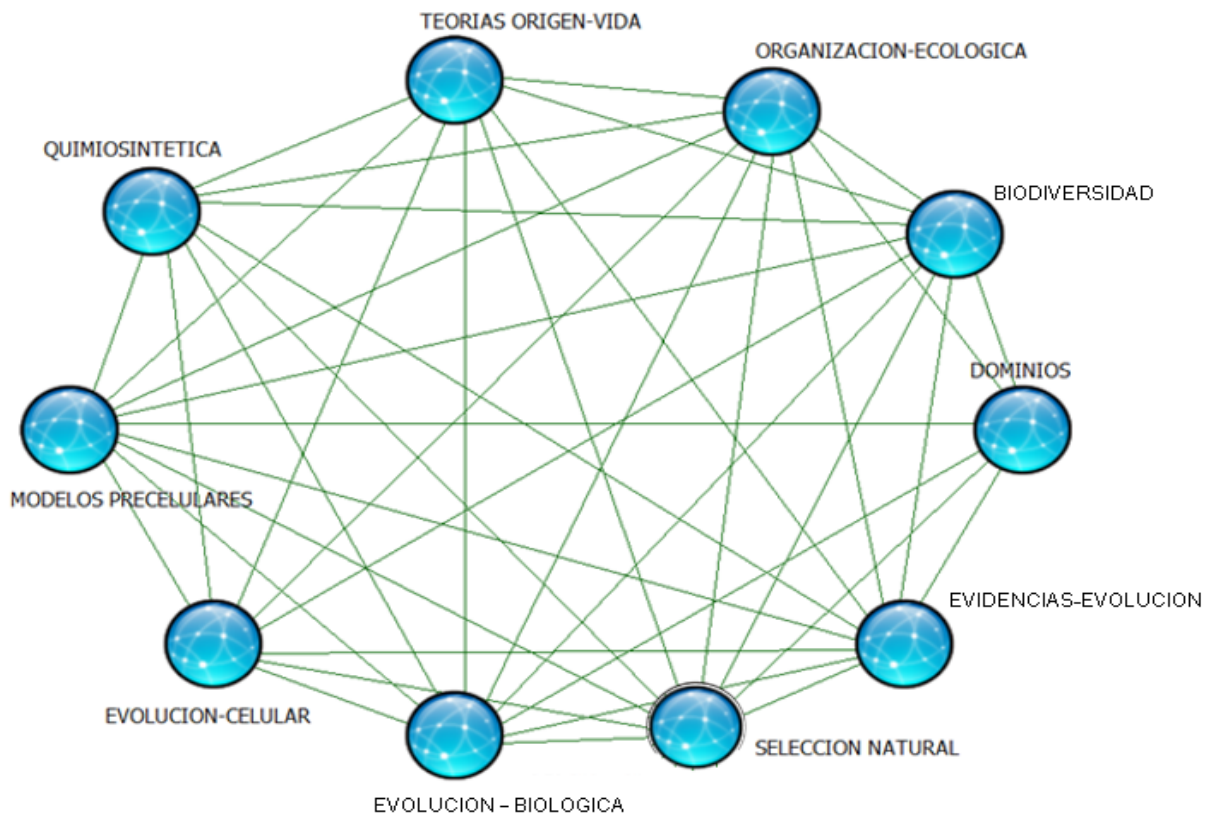 TEORIAS ORIGEN-VIDA
ORGANIZACION-ECOLOGICA
QUIMIOSINTETICA
BIODIVERSIDAD
DOMINIOS
MODELOS PRECELULARES
EVIDENCIAS-EVOLUCION
EVOLUCION-CELULAR
SELECCION NATURAL
EVOLUCION – BIOLOGICA